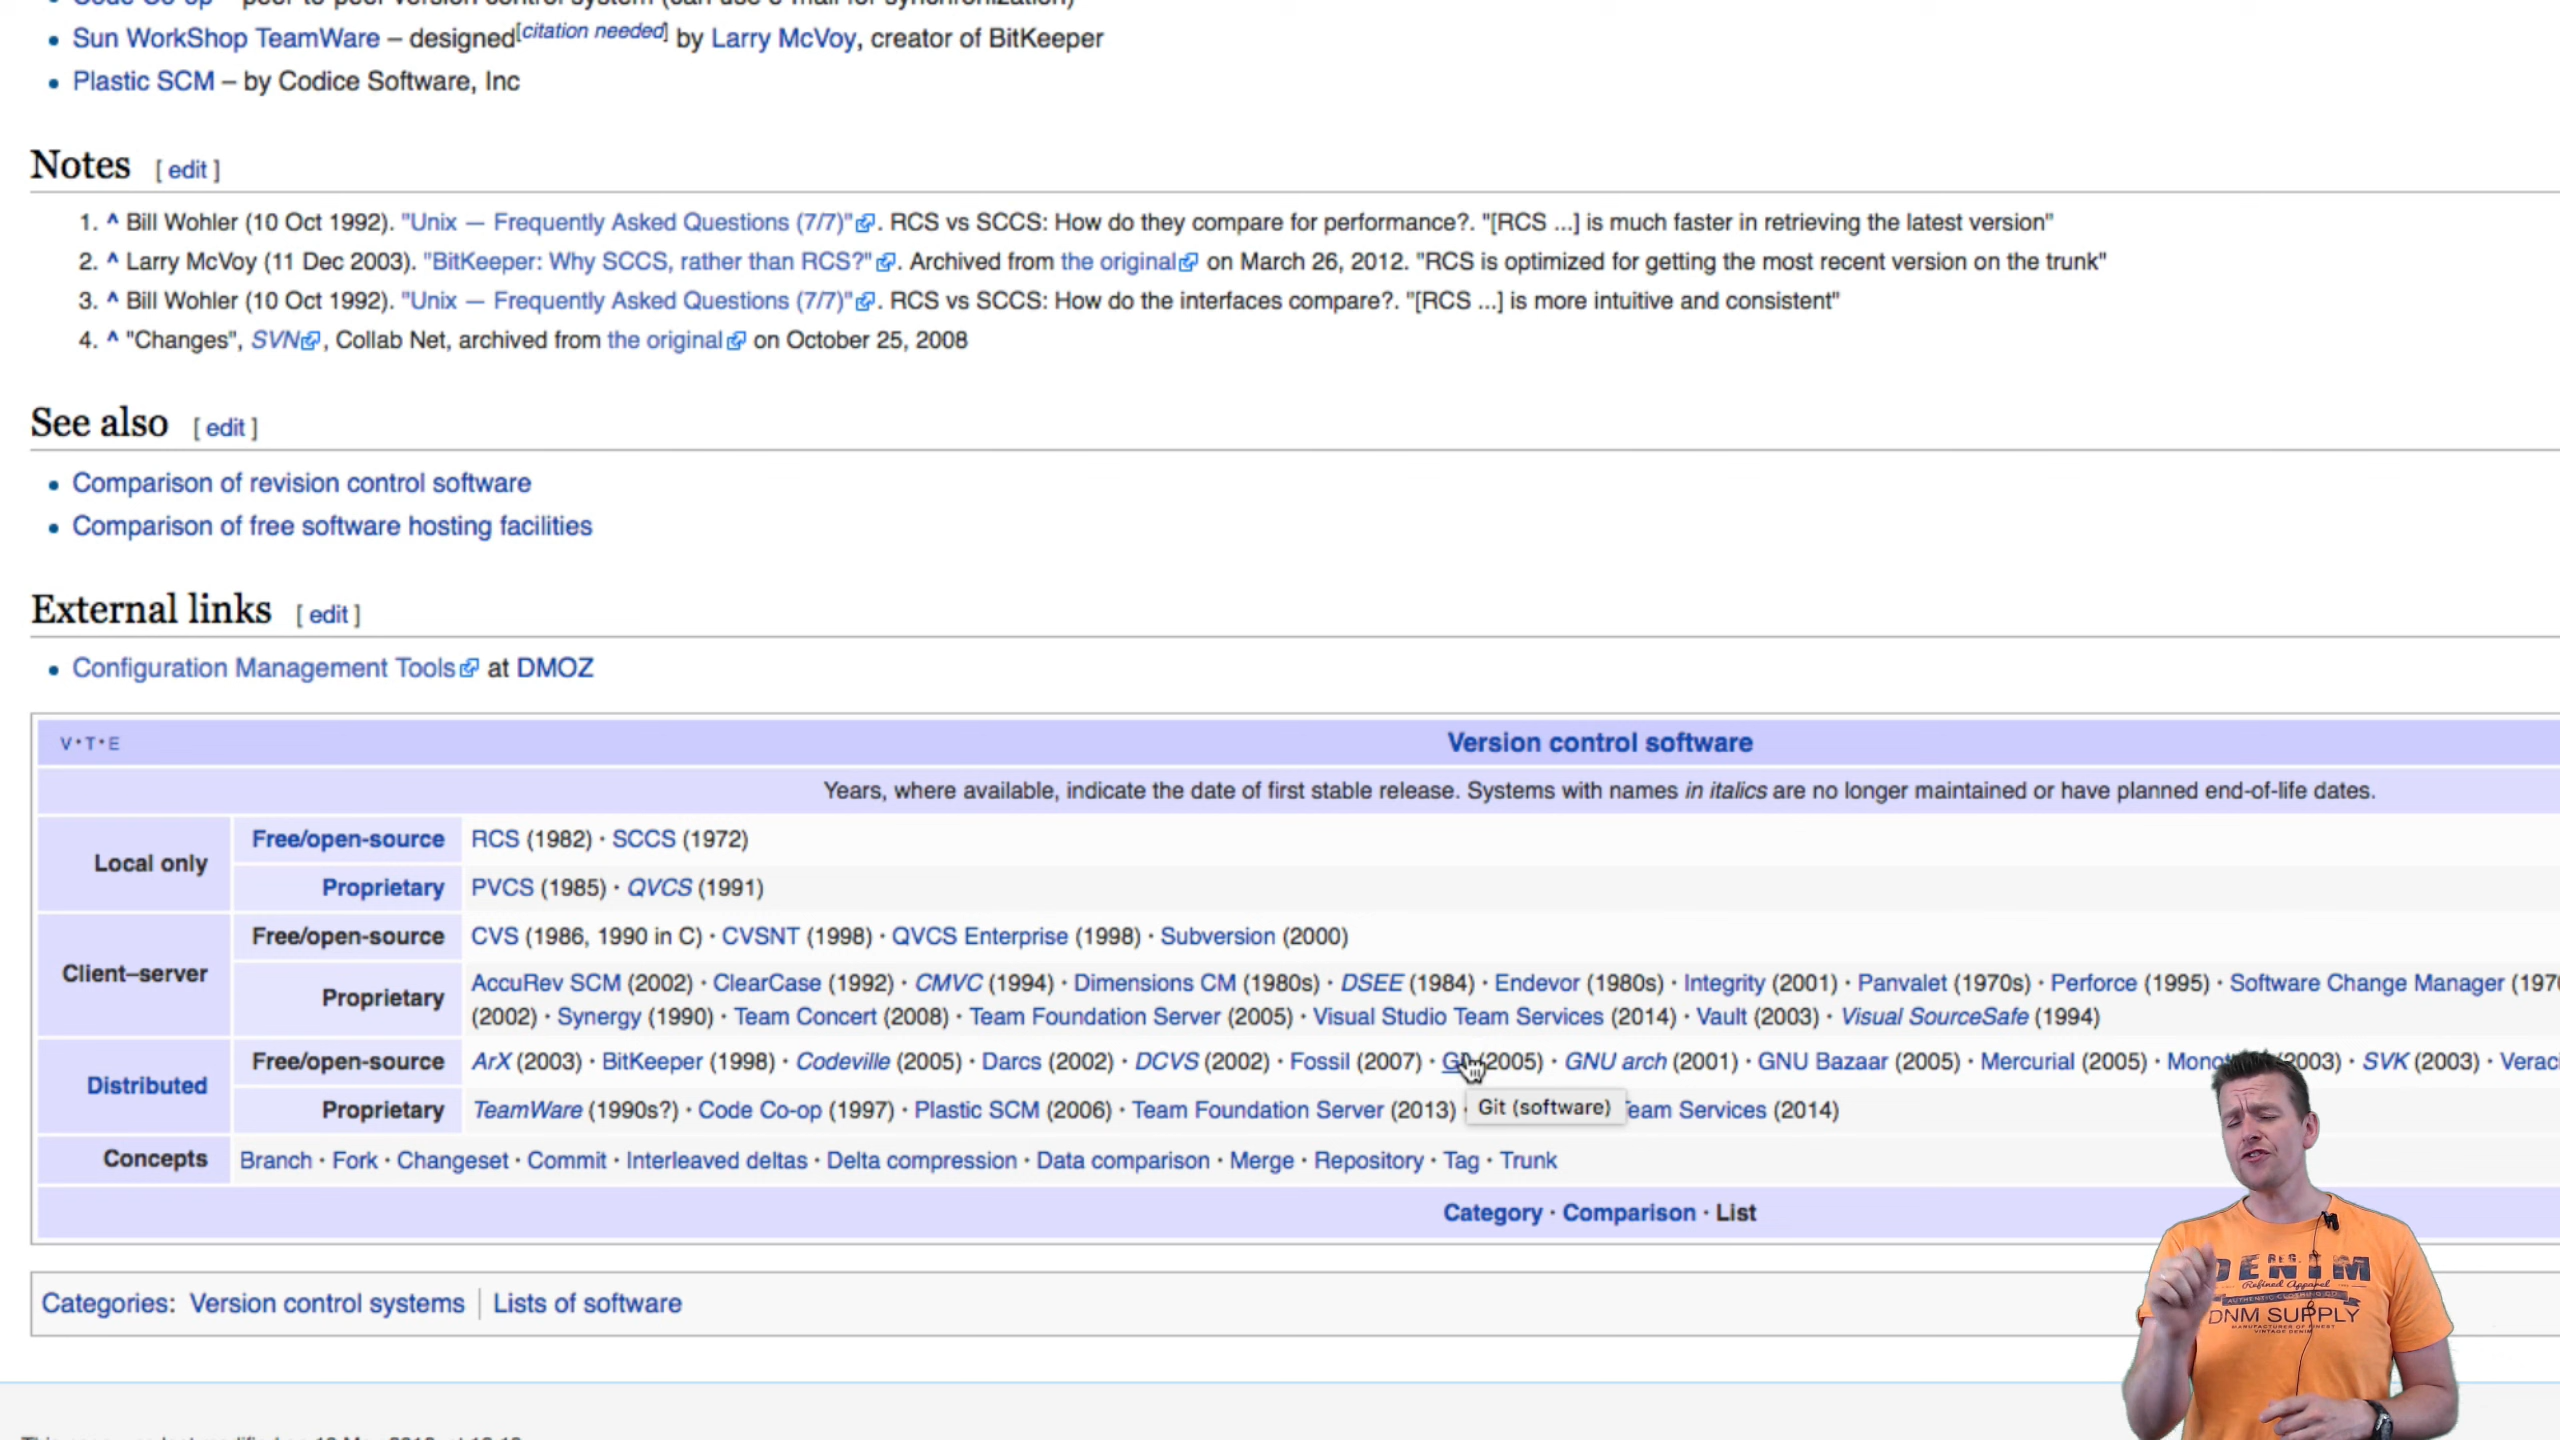 Sun WorkShop TeamWare – designed[citation needed] by Larry McVoy, creator of BitKeeper
Plastic SCM – by Codice Software, Inc
Notes [ edit ]
1. ^ Bill Wohler (10 Oct 1992). "Unix — Frequently Asked Questions (7/7)". RCS vs SCCS: How do they compare for performance?. "[RCS ...] is much faster in retrieving the latest version"
2. ^ Larry McVoy (11 Dec 2003). "BitKeeper: Why SCCS, rather than RCS?". Archived from the original on March 26, 2012. "RCS is optimized for getting the most recent version on the trunk"
3. ^ Bill Wohler (10 Oct 1992). "Unix — Frequently Asked Questions (7/7)". RCS vs SCCS: How do the interfaces compare?. "[RCS ...] is more intuitive and consistent"
4. ^ "Changes", SVN, Collab Net, archived from the original on October 25, 2008
See also [ edit ]
Comparison of revision control software
Comparison of free software hosting facilities
External links [ edit ]
Configuration Management Tools at DMOZ
V·T·E
Version control software
Years, where available, indicate the date of first stable release. Systems with names in italics are no longer maintained or have planned end-of-life dates.
Local only
Free/open-source RCS (1982) · SCCS (1972)
Proprietary PVCS (1985) · QVCS (1991)
Client–server
Free/open-source CVS (1986, 1990 in C) · CVSNT (1998) · QVCS Enterprise (1998) · Subversion (2000)
Proprietary AccuRev SCM (2002) · ClearCase (1992) · CMVC (1994) · Dimensions CM (1980s) · DSEE (1984) · Endevor (1980s) · Integrity (2001) · Panvalet (1970s) · Perforce (1995) · Software Change Manager
(2002) · Synergy (1990) · Team Concert (2008) · Team Foundation Server (2005) · Visual Studio Team Services (2014) · Vault (2003) · Visual SourceSafe (1994)
Distributed
Free/open-source ArX (2003) · BitKeeper (1998) · Codeville (2005) · Darcs (2002) · DCVS (2002) · Fossil (2007) · (2005) · GNU arch (2001) · GNU Bazaar (2005) · Mercurial (2005) · (2003) · SVK (2003) ·
Proprietary TeamWare (1990s?) · Code Co-op (1997) · Plastic SCM (2006) · Team Foundation Server (2013) · Team Services (2014)
Git (software)
Concepts Branch · Fork · Changeset · Commit · Interleaved deltas · Delta compression · Data comparison · Merge · Repository · Tag · Trunk
Category · Comparison · List
Categories: Version control systems | Lists of software
REG.
DENIM
Refined Apparel
AUTHENTIC CLOTHING CO.
DNM SUPPLY